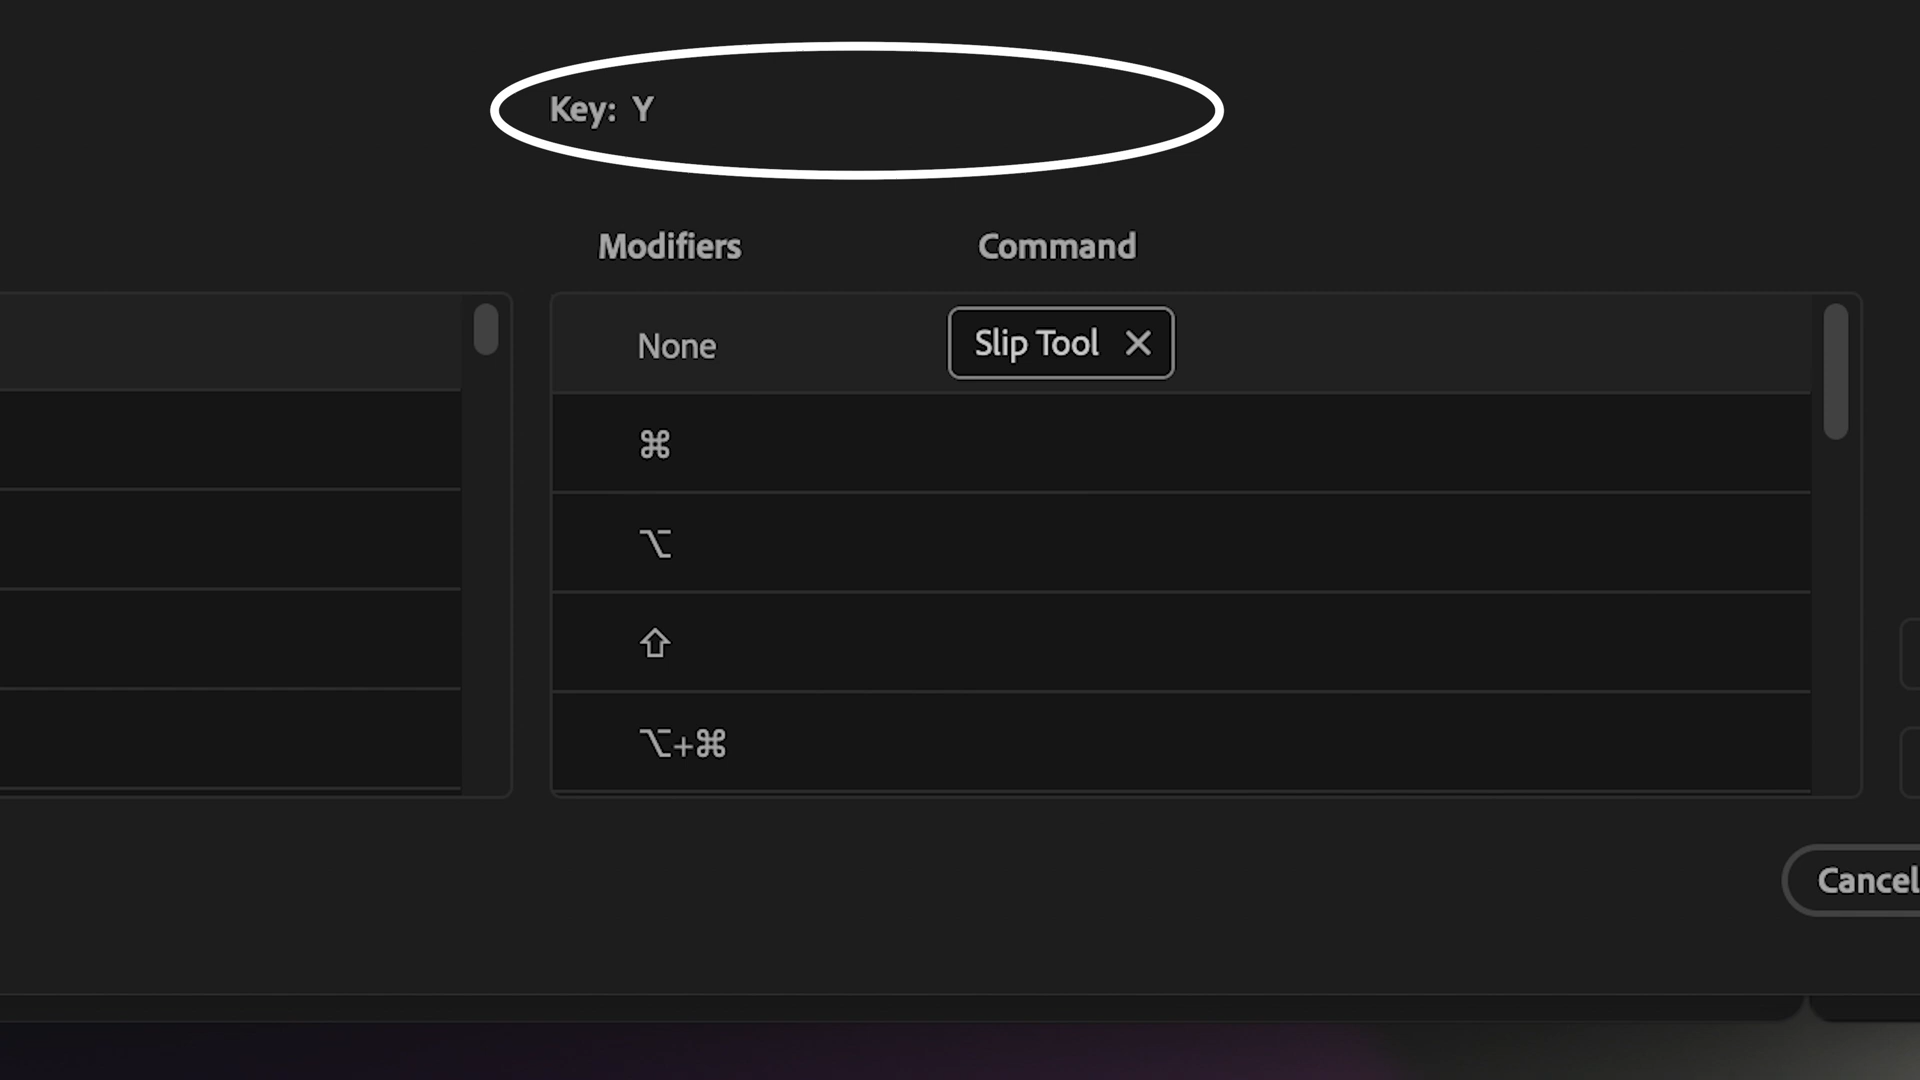 Key: Y
Modifiers Command
None Slip Tool ✕
⌘
⌥
⇧
⌥+⌘
Cancel